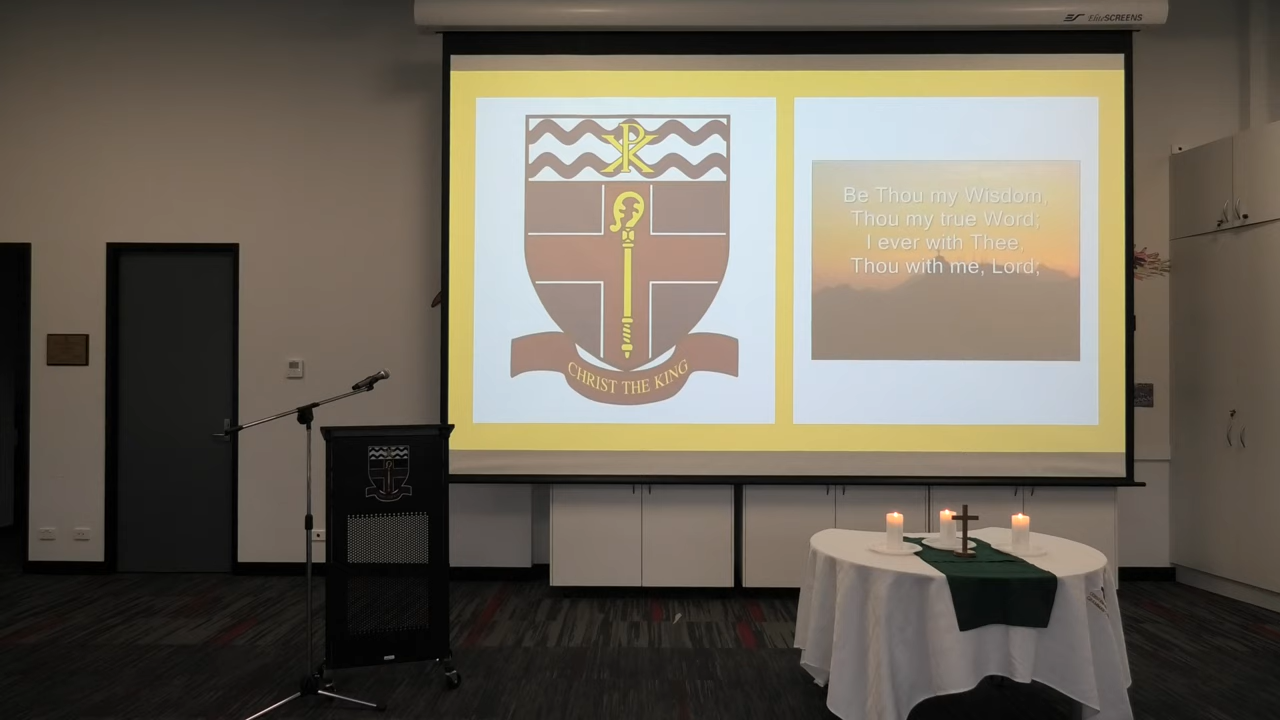 EliteSCREENS
CHRIST THE KING
Be Thou my Wisdom,
Thou my true Word;
I ever with Thee,
Thou with me, Lord;